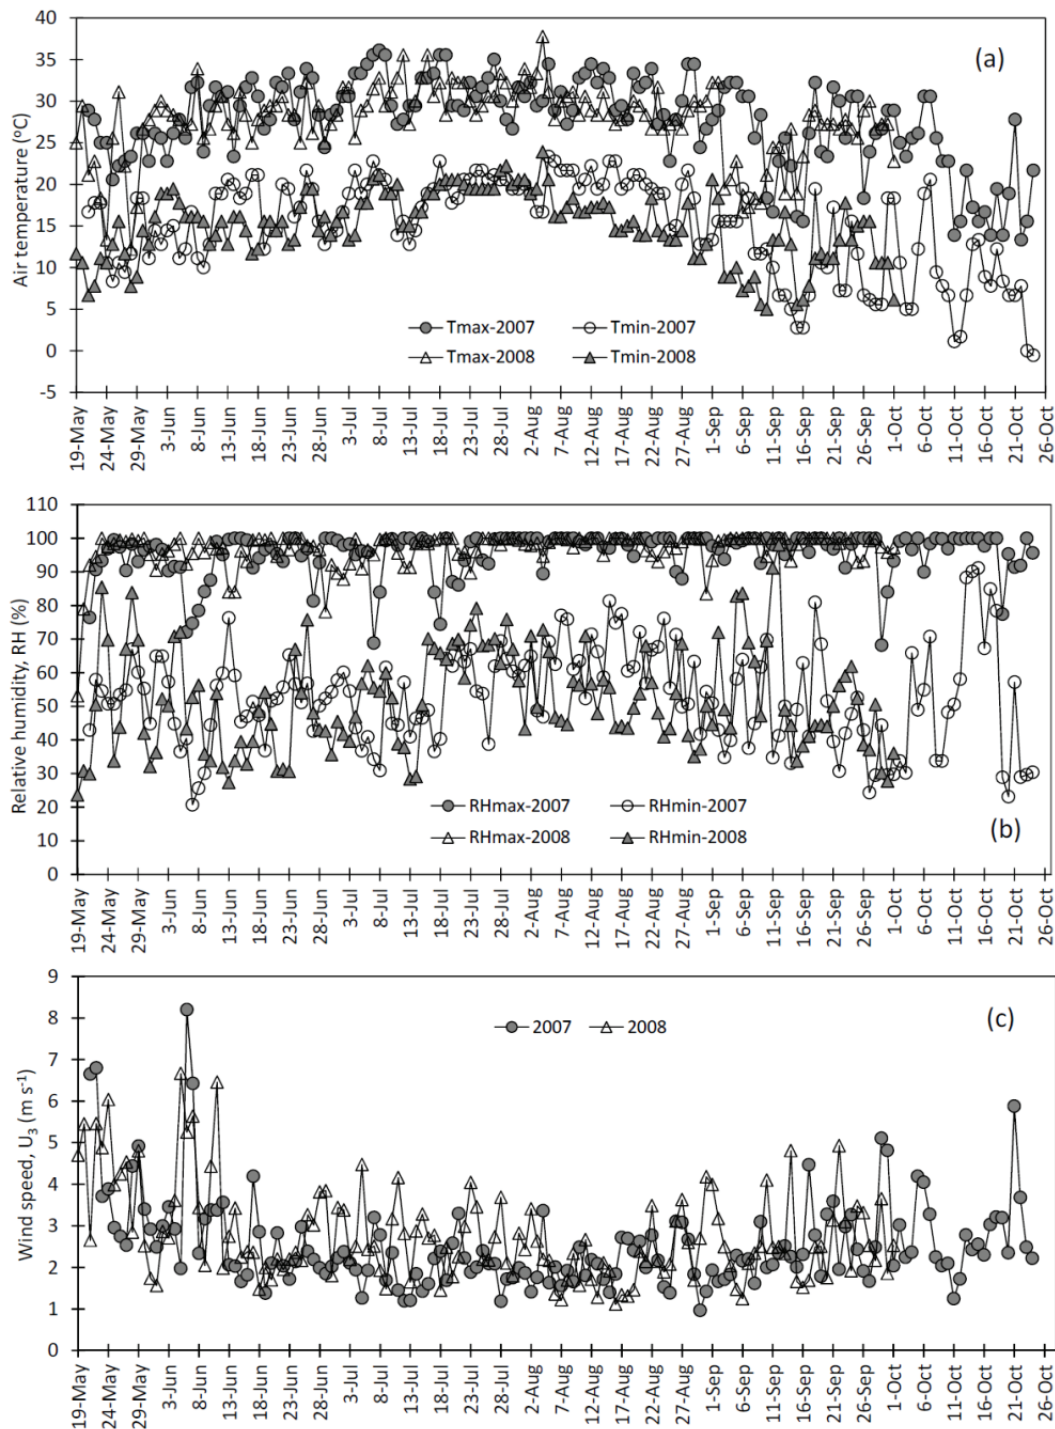 (a)
Air temperature (°C)
40
35
30
25
20
15
10
5
0
-5
Tmax-2007 Tmin-2007
Tmax-2008 Tmin-2008
19-May 24-May 29-May 3-Jun 8-Jun 13-Jun 18-Jun 23-Jun 28-Jun 3-Jul 8-Jul 13-Jul 18-Jul 23-Jul 28-Jul 2-Aug 7-Aug 12-Aug 17-Aug 22-Aug 27-Aug 1-Sep 6-Sep 11-Sep 16-Sep 21-Sep 26-Sep 1-Oct 6-Oct 11-Oct 16-Oct 21-Oct 26-Oct
Relative humidity, RH (%)
110
100
90
80
70
60
50
40
30
20
10
0
RHmax-2007 RHmin-2007
RHmax-2008 RHmin-2008
(b)
19-May 24-May 29-May 3-Jun 8-Jun 13-Jun 18-Jun 23-Jun 28-Jun 3-Jul 8-Jul 13-Jul 18-Jul 23-Jul 28-Jul 2-Aug 7-Aug 12-Aug 17-Aug 22-Aug 27-Aug 1-Sep 6-Sep 11-Sep 16-Sep 21-Sep 26-Sep 1-Oct 6-Oct 11-Oct 16-Oct 21-Oct 26-Oct
(c)
Wind speed, U₃ (m s⁻¹)
9
8
7
6
5
4
3
2
1
0
2007 2008
19-May 24-May 29-May 3-Jun 8-Jun 13-Jun 18-Jun 23-Jun 28-Jun 3-Jul 8-Jul 13-Jul 18-Jul 23-Jul 28-Jul 2-Aug 7-Aug 12-Aug 17-Aug 22-Aug 27-Aug 1-Sep 6-Sep 11-Sep 16-Sep 21-Sep 26-Sep 1-Oct 6-Oct 11-Oct 16-Oct 21-Oct 26-Oct